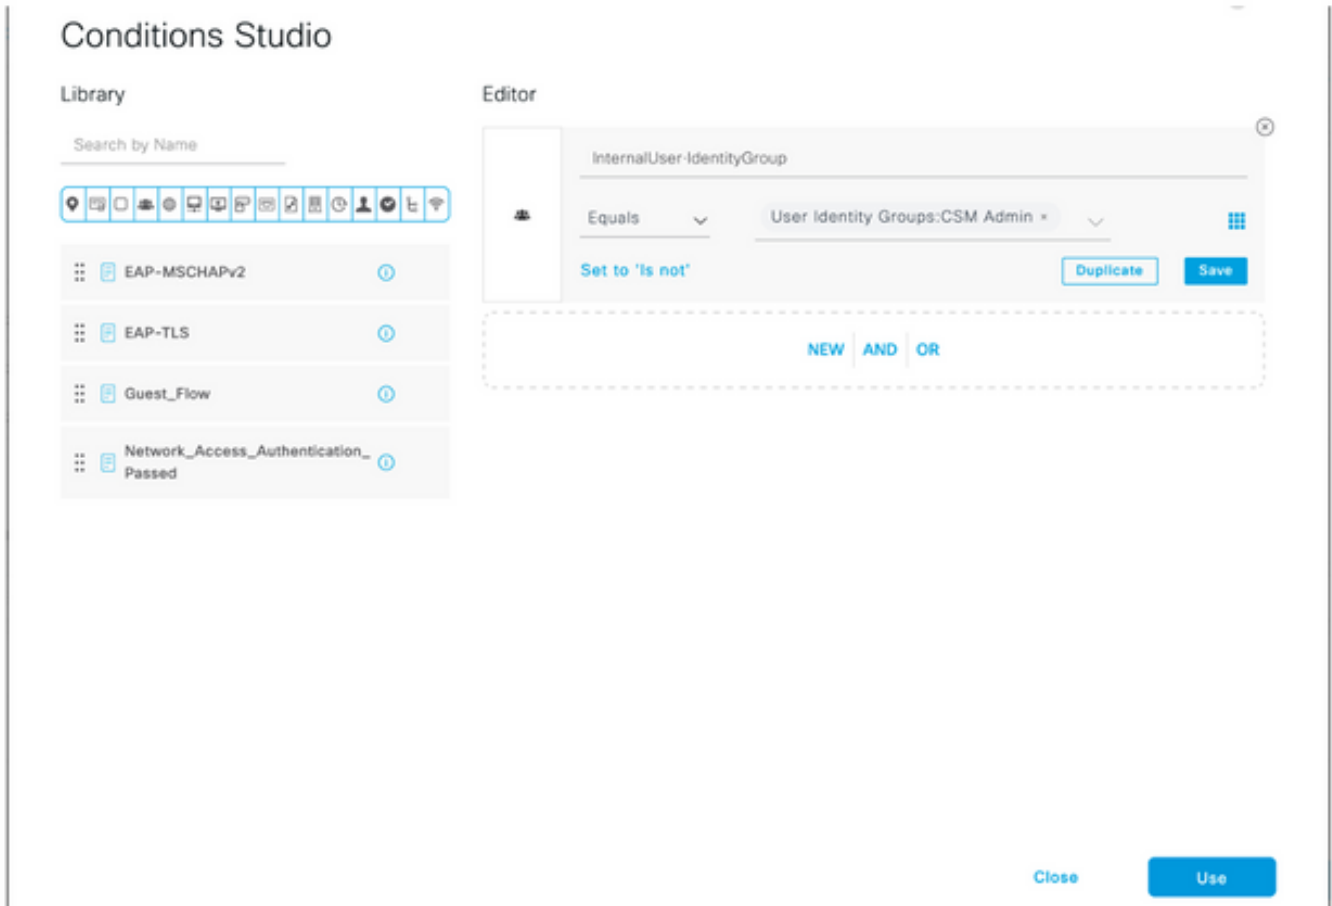 Conditions Studio
Library
Search by Name
EAP-MSCHAPv2
EAP-TLS
Guest_Flow
Network_Access_Authentication_
Passed
Editor
InternalUser·IdentityGroup
Equals
User Identity Groups:CSM Admin ×
Set to 'Is not'
Duplicate
Save
NEW AND OR
Close
Use